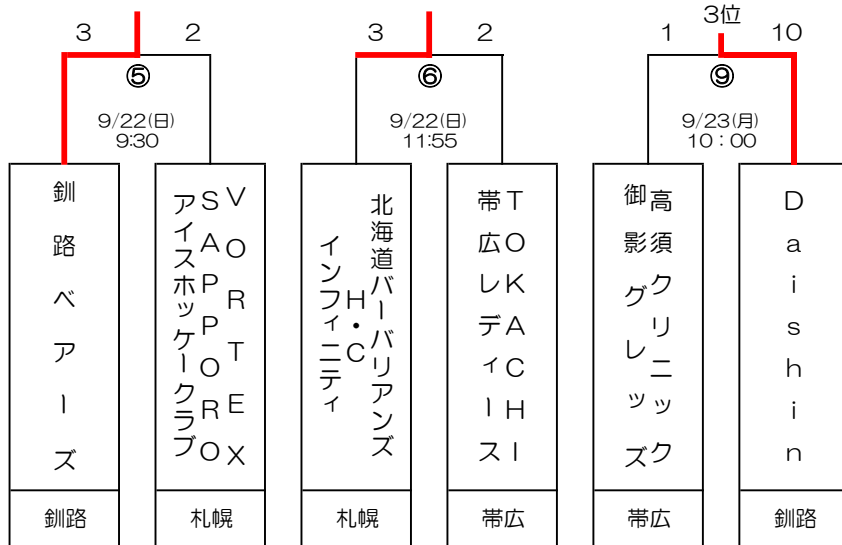 3位
3 2 3 2 1 10
⑤ ⑥ ⑨
9/22(日) 9/22(日) 9/23(月)
9:30 11:55 10：00
釧路ベアーズ
VORTEX
SAPPORO
アイスホッケークラブ
北海道バーバリアンズ
H・C
インフィニティ
TOKACHI
帯広レディース
高須クリニック
御影グレッズ
Daishin
釧路 札幌 札幌 帯広 帯広 釧路